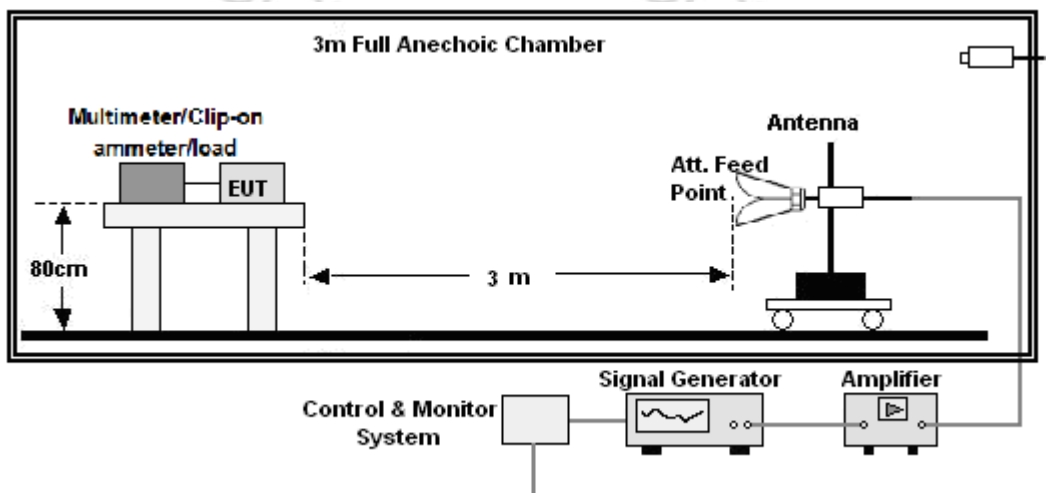 3m Full Anechoic Chamber
Multimeter/Clip-on
ammeter/load
EUT
Antenna
Att. Feed
Point
80cm
3 m
Signal Generator
Amplifier
Control & Monitor
System